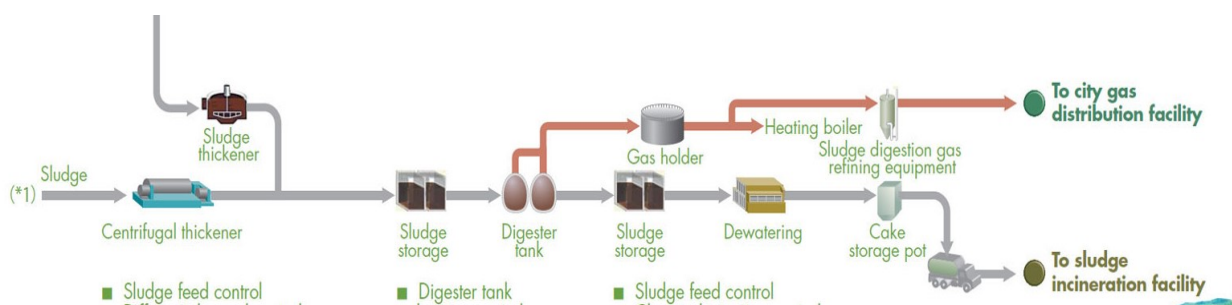 To city gas
distribution facility
Sludge
thickener
Heating boiler
Gas holder
Sludge digestion gas
refining equipment
Sludge
(*1)
Centrifugal thickener
Sludge
storage
Digester
tank
Sludge
storage
Dewatering
Cake
storage pot
To sludge
incineration facility
■ Sludge feed control
■ Digester tank
■ Sludge feed control